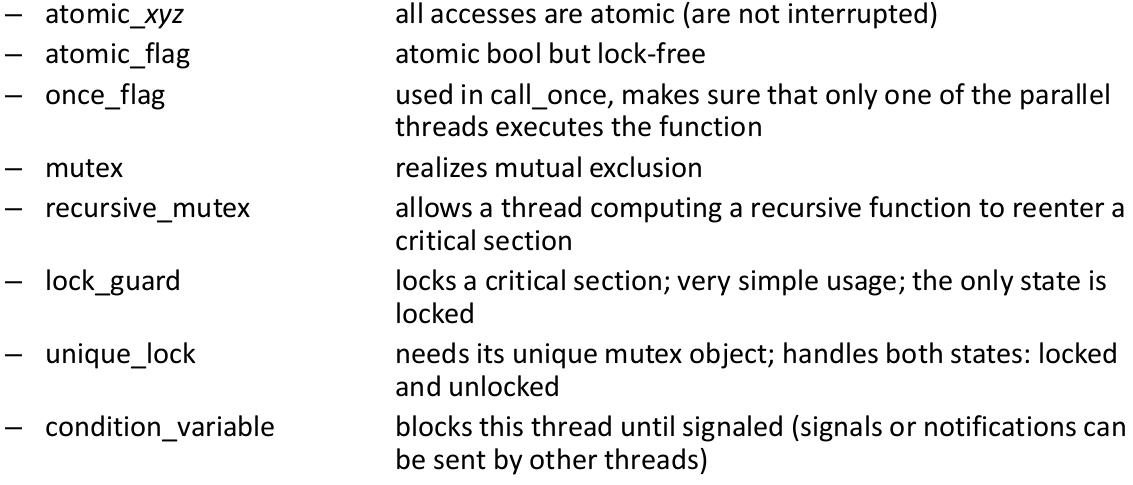 – atomic_xyz all accesses are atomic (are not interrupted)
– atomic_flag atomic bool but lock-free
– once_flag used in call_once, makes sure that only one of the parallel
threads executes the function
– mutex realizes mutual exclusion
– recursive_mutex allows a thread computing a recursive function to reenter a
critical section
– lock_guard locks a critical section; very simple usage; the only state is
locked
– unique_lock needs its unique mutex object; handles both states: locked
and unlocked
– condition_variable blocks this thread until signaled (signals or notifications can
be sent by other threads)